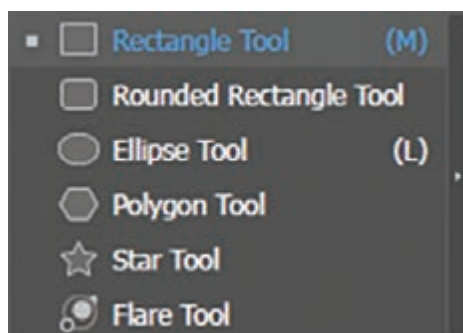 Rectangle Tool (M)
Rounded Rectangle Tool
Ellipse Tool (L)
Polygon Tool
Star Tool
Flare Tool